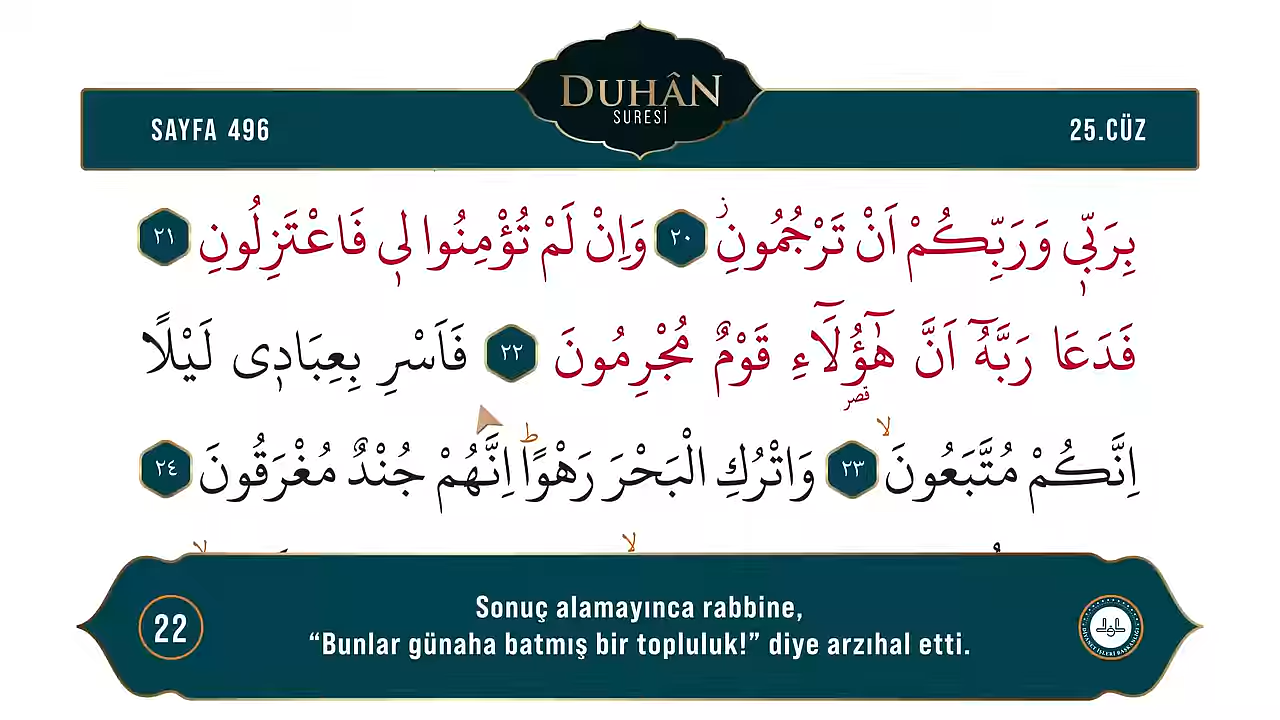 DUHÂN
SURESİ
SAYFA 496
25.CÜZ
بِرَبّ۪ي وَرَبِّكُمْ اَنْ تَرْجُمُونِۘ ٢٠ وَاِنْ لَمْ تُؤْمِنُوا ل۪ي فَاعْتَزِلُونِ ٢١
فَدَعَا رَبَّهُٓ اَنَّ هٰٓؤُ۬لَٓاءِ قَوْمٌ مُجْرِمُونَ ٢٢ فَاَسْرِ بِعِبَاد۪ي لَيْلًا
قصر
اِنَّكُمْ مُتَّبَعُونَۙ ٢٣ وَاتْرُكِ الْبَحْرَ رَهْوًاۜ اِنَّهُمْ جُنْدٌ مُغْرَقُونَ ٢٤
22
Sonuç alamayınca rabbine,
“Bunlar günaha batmış bir topluluk!” diye arzıhal etti.